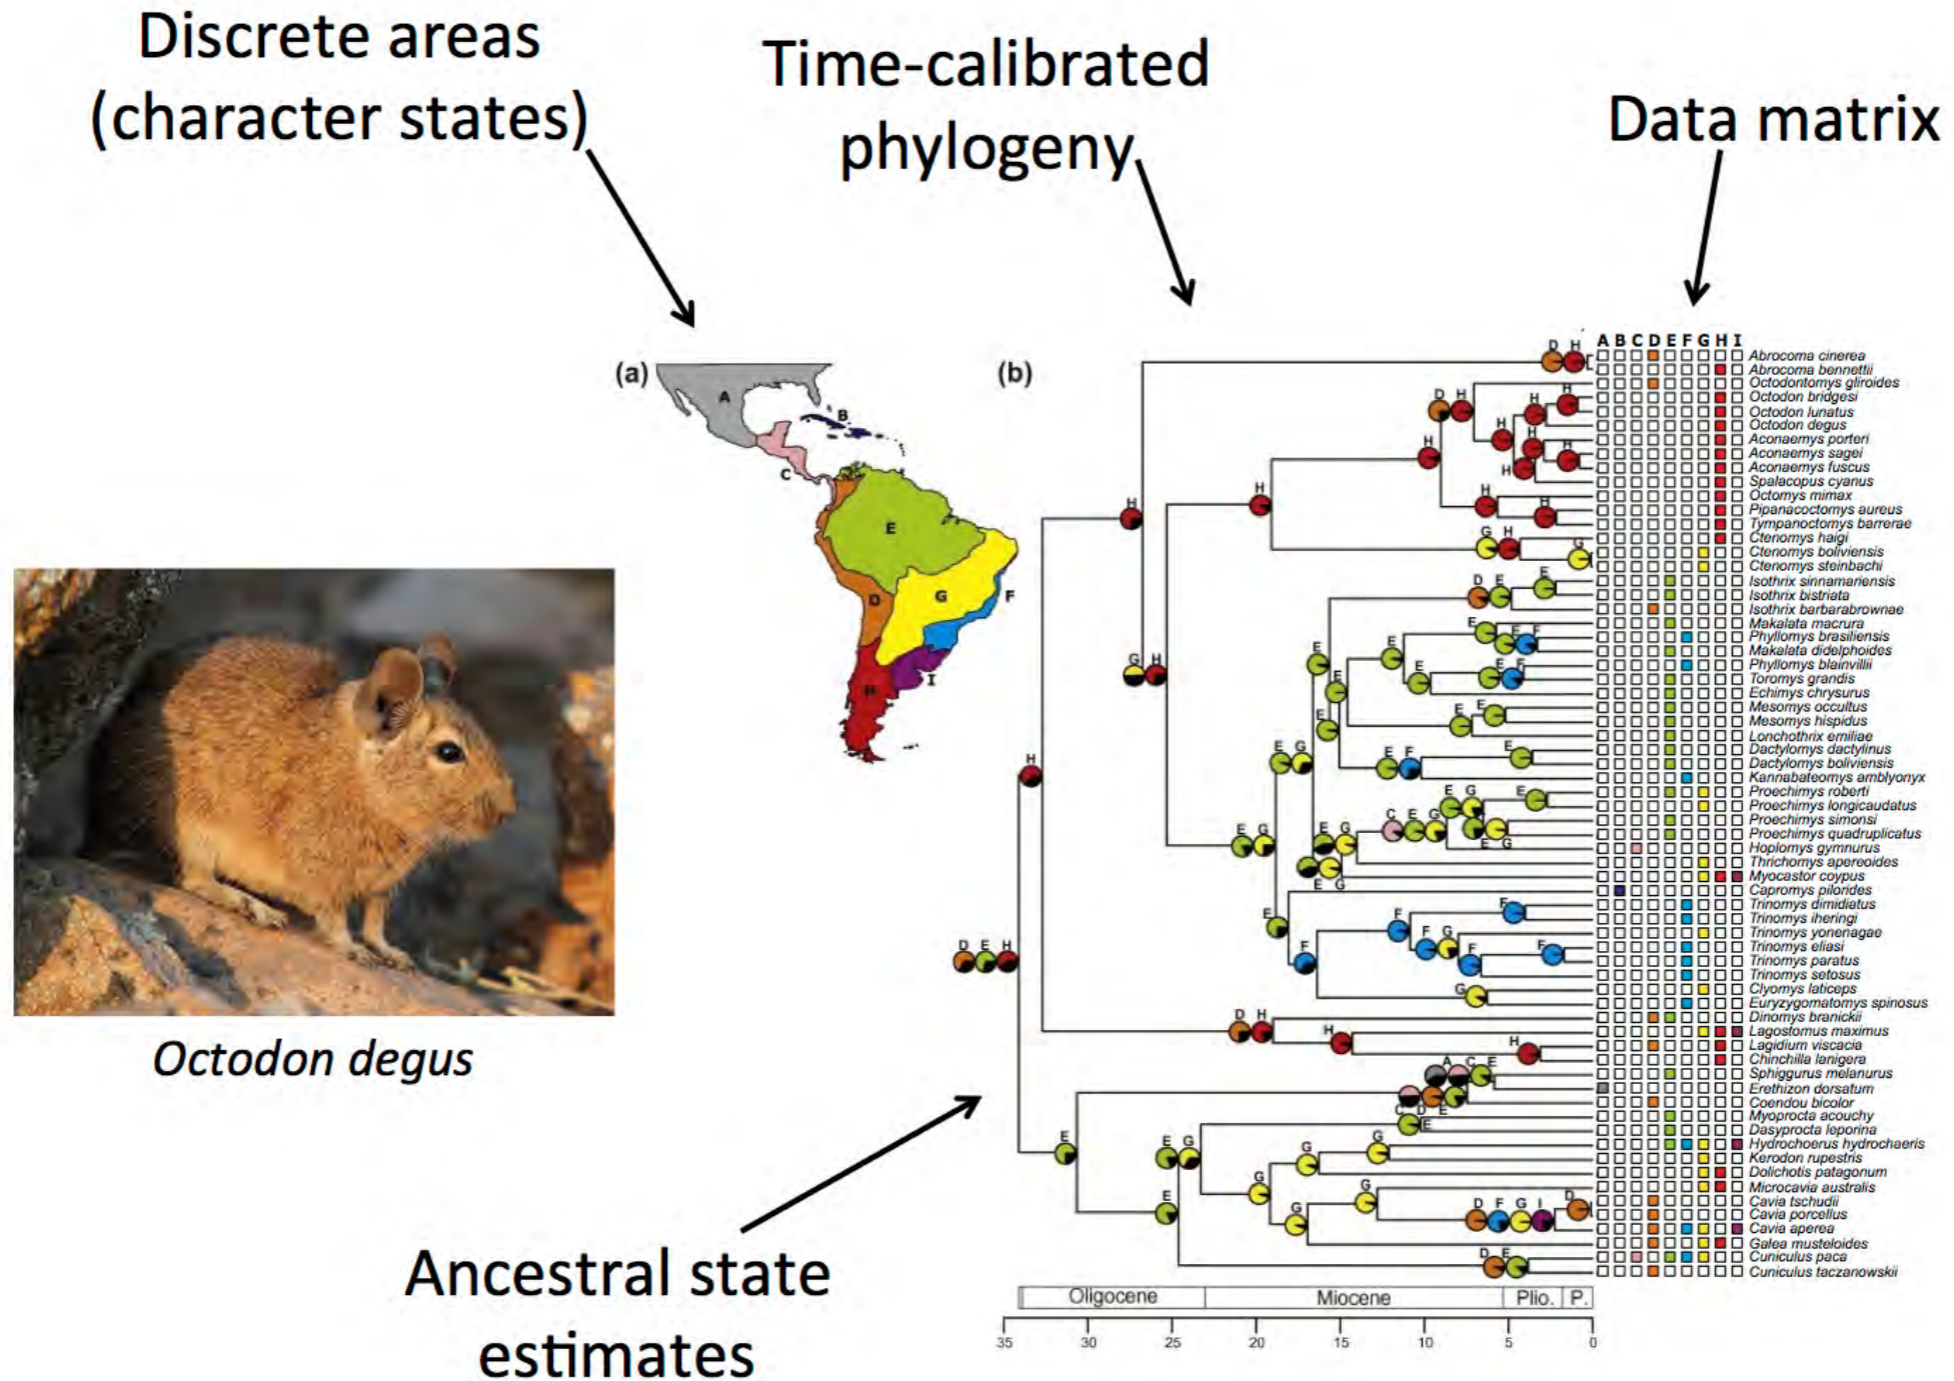 Discrete areas
(character states)
Time-calibrated
phylogeny
Data matrix
(a)
A
B
C
D
E
F
G
H
I
(b)
A B C D E F G H I
Abrocoma cinerea
Abrocoma bennettii
Octodontomys gliroides
Octodon bridgesi
Octodon lunatus
Octodon degus
Aconaemys porteri
Aconaemys sagei
Aconaemys fuscus
Spalacopus cyanus
Octomys mimax
Pipanacoctomys aureus
Tympanoctomys barrerae
Ctenomys haigi
Ctenomys boliviensis
Ctenomys steinbachi
Isothrix sinnamariensis
Isothrix bistriata
Isothrix barbarabrownae
Makalata macrura
Phyllomys brasiliensis
Makalata didelphoides
Phyllomys blainvillii
Toromys grandis
Echimys chrysurus
Mesomys occultus
Mesomys hispidus
Lonchothrix emiliae
Dactylomys dactylinus
Dactylomys boliviensis
Kannabateomys amblyonyx
Proechimys roberti
Proechimys longicaudatus
Proechimys simonsi
Proechimys quadruplicatus
Hoplomys gymnurus
Thrichomys apereoides
Myocastor coypus
Capromys pilorides
Trinomys dimidiatus
Trinomys iheringi
Trinomys yonenagae
Trinomys eliasi
Trinomys paratus
Trinomys setosus
Clyomys laticeps
Euryzygomatomys spinosus
Dinomys branickii
Lagostomus maximus
Lagidium viscacia
Chinchilla lanigera
Sphiggurus melanurus
Erethizon dorsatum
Coendou bicolor
Myoprocta acouchy
Dasyprocta leporina
Hydrochoerus hydrochaeris
Kerodon rupestris
Dolichotis patagonum
Microcavia australis
Cavia tschudii
Cavia porcellus
Cavia aperea
Galea musteloides
Cuniculus paca
Cuniculus taczanowskii
Octodon degus
Ancestral state
estimates
Oligocene Miocene Plio. P.
35 30 25 20 15 10 5 0